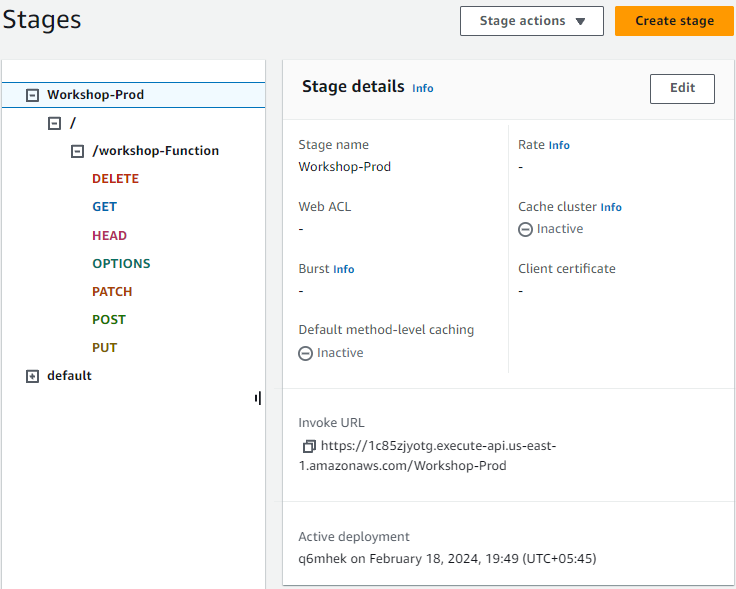 Stages
Stage actions
Create stage
Workshop-Prod
/
/workshop-Function
DELETE
GET
HEAD
OPTIONS
PATCH
POST
PUT
default
Stage details Info
Edit
Stage name
Workshop-Prod
Rate Info
-
Web ACL
-
Cache cluster Info
Inactive
Burst Info
-
Client certificate
-
Default method-level caching
Inactive
Invoke URL
https://1c85zjyotg.execute-api.us-east-
1.amazonaws.com/Workshop-Prod
Active deployment
q6mhek on February 18, 2024, 19:49 (UTC+05:45)